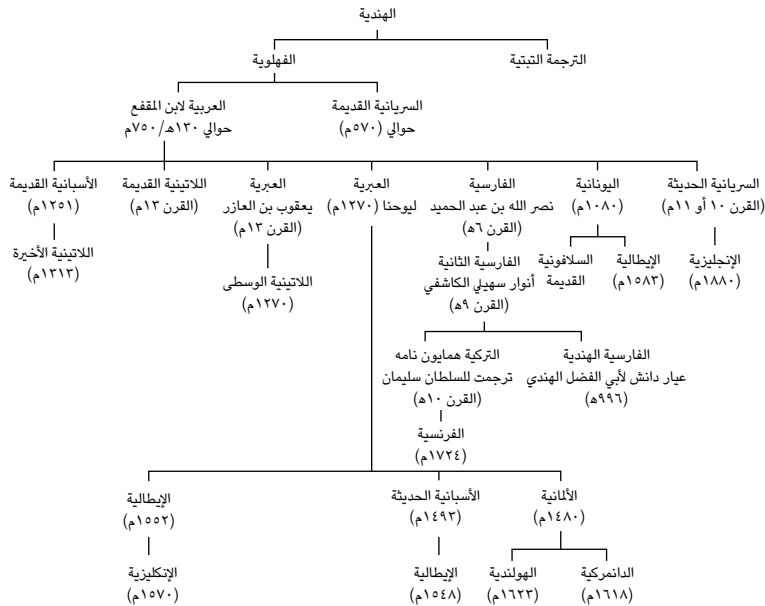 الهندية
الترجمة التبتية
الفهلوية
السريانية القديمة
حوالي (٥٧٠م)
العربية لابن المقفع
حوالي ١٣٠هـ/٧٥٠م
السريانية الحديثة
(القرن ١٠ أو ١١م)
اليونانية
(١٠٨٠م)
الفارسية
نصر الله بن عبد الحميد
(القرن ٦ه)
العبرية
ليوحنا (١٢٧٠م)
العبرية
يعقوب بن العازر
(القرن ١٣م)
اللاتينية القديمة
(القرن ١٣م)
الأسبانية القديمة
(١٢٥١م)
الإنجليزية
(١٨٨٠م)
الإيطالية
(١٥٨٣م)
السلافونية
القديمة
الفارسية الثانية
أنوار سهيلي الكاشفي
(القرن ٩ه)
اللاتينية الوسطى
(١٢٧٠م)
اللاتينية الأخيرة
(١٣١٣م)
الفارسية الهندية
عيار دانش لأبي الفضل الهندي
(٩٩٦ه)
التركية همايون نامه
ترجمت للسلطان سليمان
(القرن ١٠ه)
الفرنسية
(١٧٢٤م)
الألمانية
(١٤٨٠م)
الأسبانية الحديثة
(١٤٩٣م)
الإيطالية
(١٥٥٢م)
الدانمركية
(١٦١٨م)
الهولندية
(١٦٢٣م)
الإيطالية
(١٥٤٨م)
الإنكليزية
(١٥٧٠م)